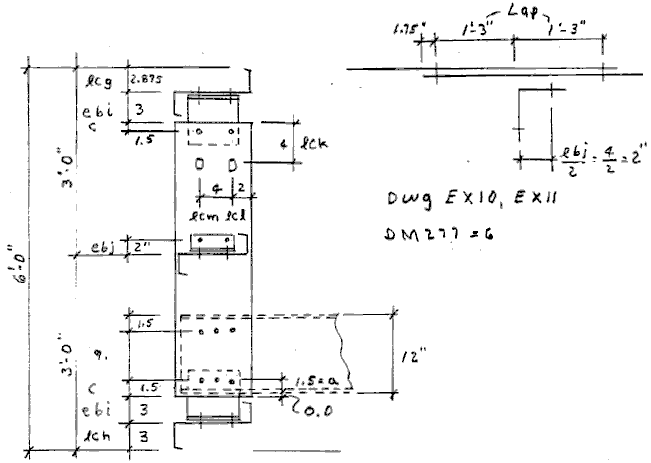 Lap
1.75" 1'-3" 1'-3"
lcg 2.875
ebi 3
c
1.5
4 lck
3'-0"
4 2
lcm lcl
ebj 2"
6'-0"
ebj/2 = 4/2 = 2"
Dwg EX10, EX11
DM277=6
1.5
9.
3'-0"
12"
c 1.5
1.5=a
ebi 3
0.0
lch 3